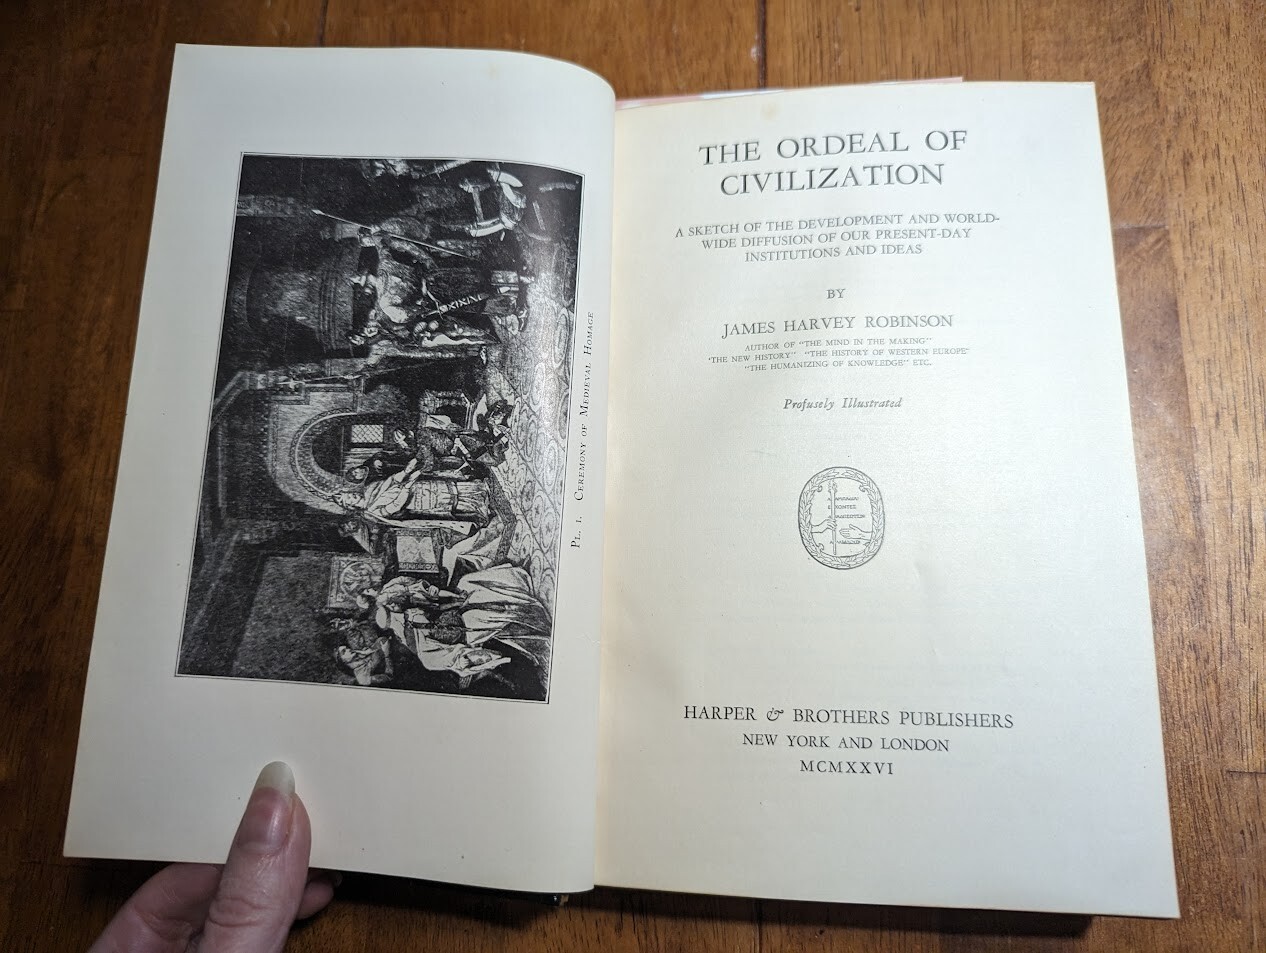 PL. 1. CEREMONY OF MEDIEVAL HOMAGE
THE ORDEAL OF
CIVILIZATION
A SKETCH OF THE DEVELOPMENT AND WORLD-
WIDE DIFFUSION OF OUR PRESENT-DAY
INSTITUTIONS AND IDEAS
BY
JAMES HARVEY ROBINSON
AUTHOR OF "THE MIND IN THE MAKING"
"THE NEW HISTORY" "THE HISTORY OF WESTERN EUROPE"
"THE HUMANIZING OF KNOWLEDGE" ETC.
Profusely Illustrated
HARPER & BROTHERS PUBLISHERS
NEW YORK AND LONDON
MCMXXVI